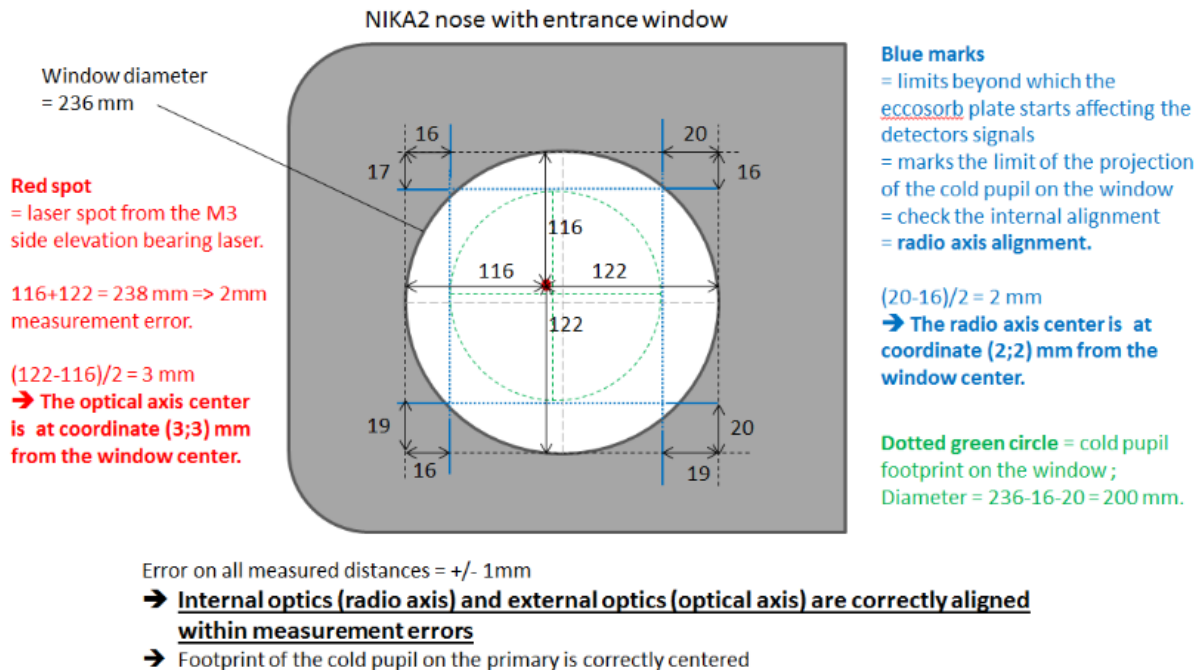 NIKA2 nose with entrance window
Window diameter
= 236 mm
Red spot
= laser spot from the M3
side elevation bearing laser.
116+122 = 238 mm => 2mm
measurement error.
(122-116)/2 = 3 mm
➔ The optical axis center
is at coordinate (3;3) mm
from the window center.
16
20
17
16
116
116
122
122
19
20
16
19
Blue marks
= limits beyond which the
eccosorb plate starts affecting the
detectors signals
= marks the limit of the projection
of the cold pupil on the window
= check the internal alignment
= radio axis alignment.
(20-16)/2 = 2 mm
➔ The radio axis center is at
coordinate (2;2) mm from the
window center.
Dotted green circle = cold pupil
footprint on the window ;
Diameter = 236-16-20 = 200 mm.
Error on all measured distances = +/- 1mm
➔ Internal optics (radio axis) and external optics (optical axis) are correctly aligned
within measurement errors
➔ Footprint of the cold pupil on the primary is correctly centered